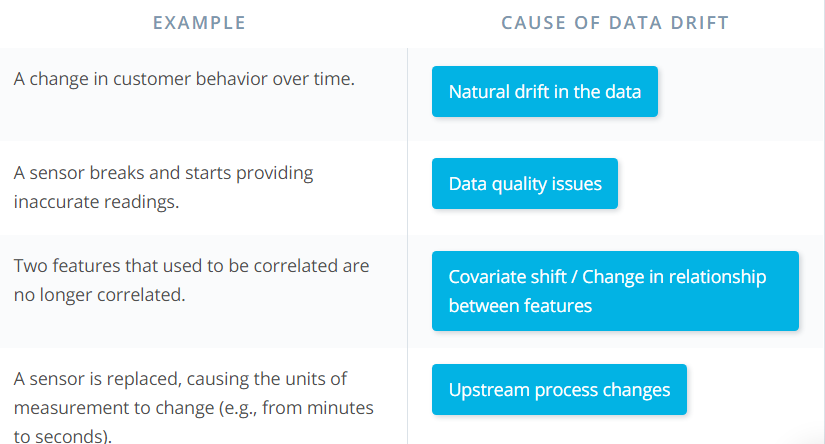 EXAMPLE
CAUSE OF DATA DRIFT
A change in customer behavior over time.
Natural drift in the data
A sensor breaks and starts providing
inaccurate readings.
Data quality issues
Two features that used to be correlated are
no longer correlated.
Covariate shift / Change in relationship
between features
A sensor is replaced, causing the units of
measurement to change (e.g., from minutes
to seconds).
Upstream process changes